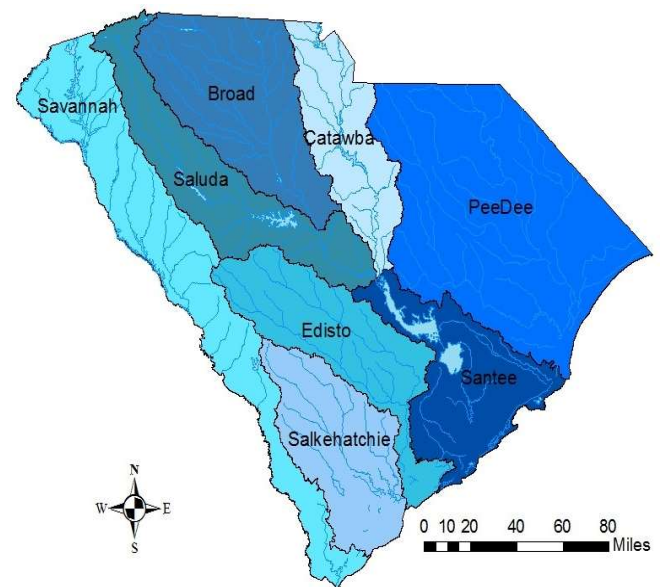 Savannah
Broad
Catawba
Saluda
PeeDee
Edisto
Santee
Salkehatchie
N
W E
S
0 10 20 40 60 80
Miles